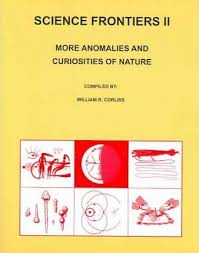 SCIENCE FRONTIERS II
MORE ANOMALIES AND
CURIOSITIES OF NATURE
COMPILED BY:
WILLIAM R. CORLISS